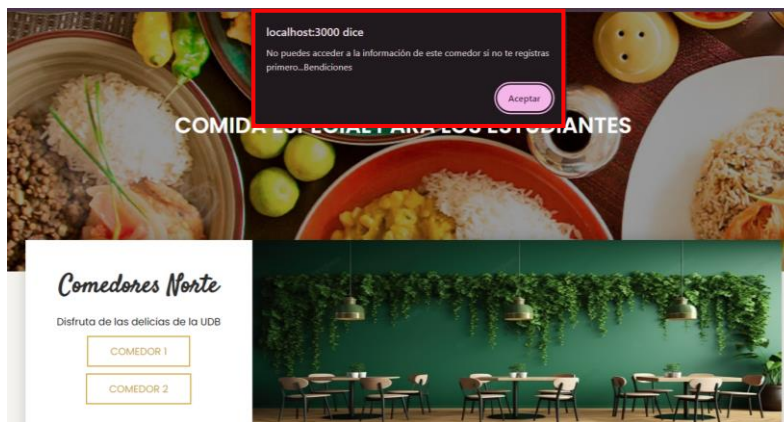 localhost:3000 dice
No puedes acceder a la información de este comedor si no te registras
primero...Bendiciones
Aceptar
COMIDA ESPECIAL PARA LOS ESTUDIANTES
Comedores Norte
Disfruta de las delicias de la UDB
COMEDOR 1
COMEDOR 2